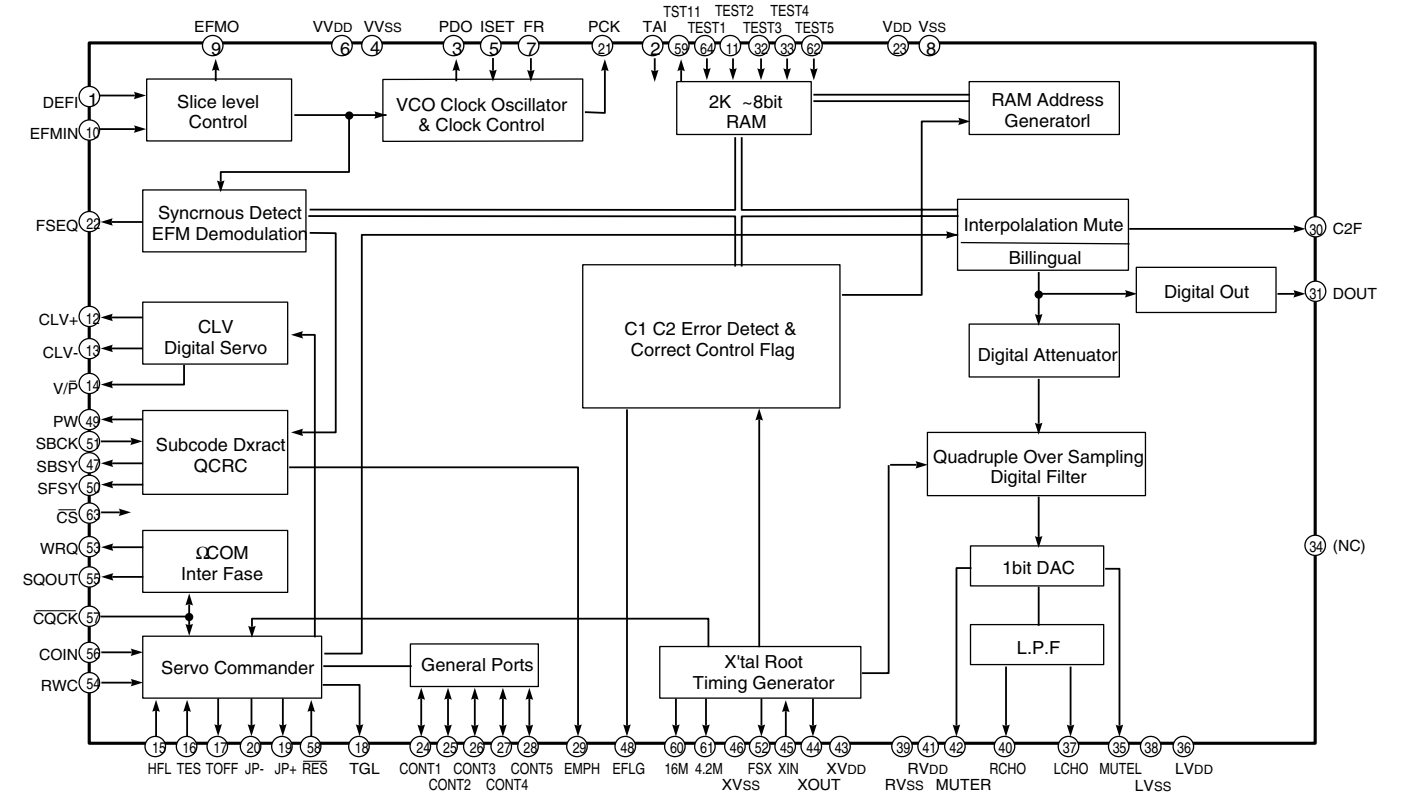 EFMO
VVDD
VVSS
PDO
ISET
FR
PCK
TAI
TST11
TEST1
TEST2
TEST3
TEST4
TEST5
VDD
VSS
9
6
4
3
5
7
21
2
59
64
11
32
33
62
23
8
DEFI
1
EFMIN
10
Slice level
Control
VCO Clock Oscillator
& Clock Control
2K ~8bit
RAM
RAM Address
Generatorl
FSEQ
22
Syncrnous Detect
EFM Demodulation
Interpolalation Mute
Billingual
30
C2F
Digital Out
31
DOUT
CLV+
12
CLV-
13
V/P̅
14
CLV
Digital Servo
C1 C2 Error Detect &
Correct Control Flag
Digital Attenuator
PW
49
SBCK
51
SBSY
47
SFSY
50
Subcode Dxract
QCRC
Quadruple Over Sampling
Digital Filter
C̅S̅
63
WRQ
53
SQOUT
55
ΩCOM
Inter Fase
1bit DAC
34
(NC)
C̅Q̅C̅K̅
57
COIN
56
RWC
54
Servo Commander
General Ports
X'tal Root
Timing Generator
L.P.F
15
16
17
20
19
58
18
24
25
26
27
28
29
48
60
61
46
52
45
44
43
39
41
42
40
37
35
38
36
HFL
TES
TOFF
JP-
JP+
R̅E̅S̅
TGL
CONT1
CONT2
CONT3
CONT4
CONT5
EMPH
EFLG
16M
4.2M
XVSS
FSX
XIN
XOUT
XVDD
RVSS
RVDD
MUTER
RCHO
LCHO
MUTEL
LVSS
LVDD